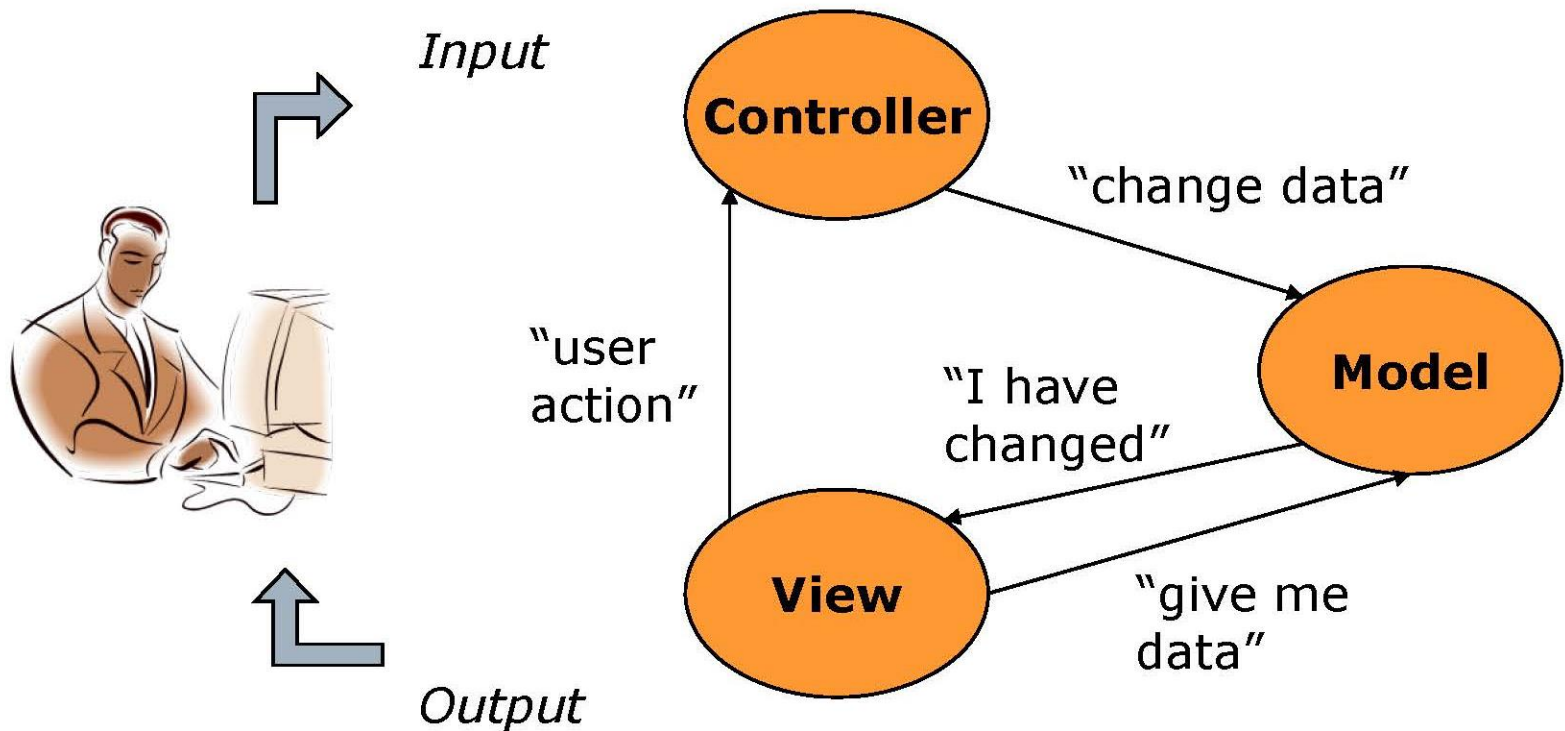 Input
Controller
“change data”
“user
action”
“I have
changed”
Model
View
“give me
data”
Output